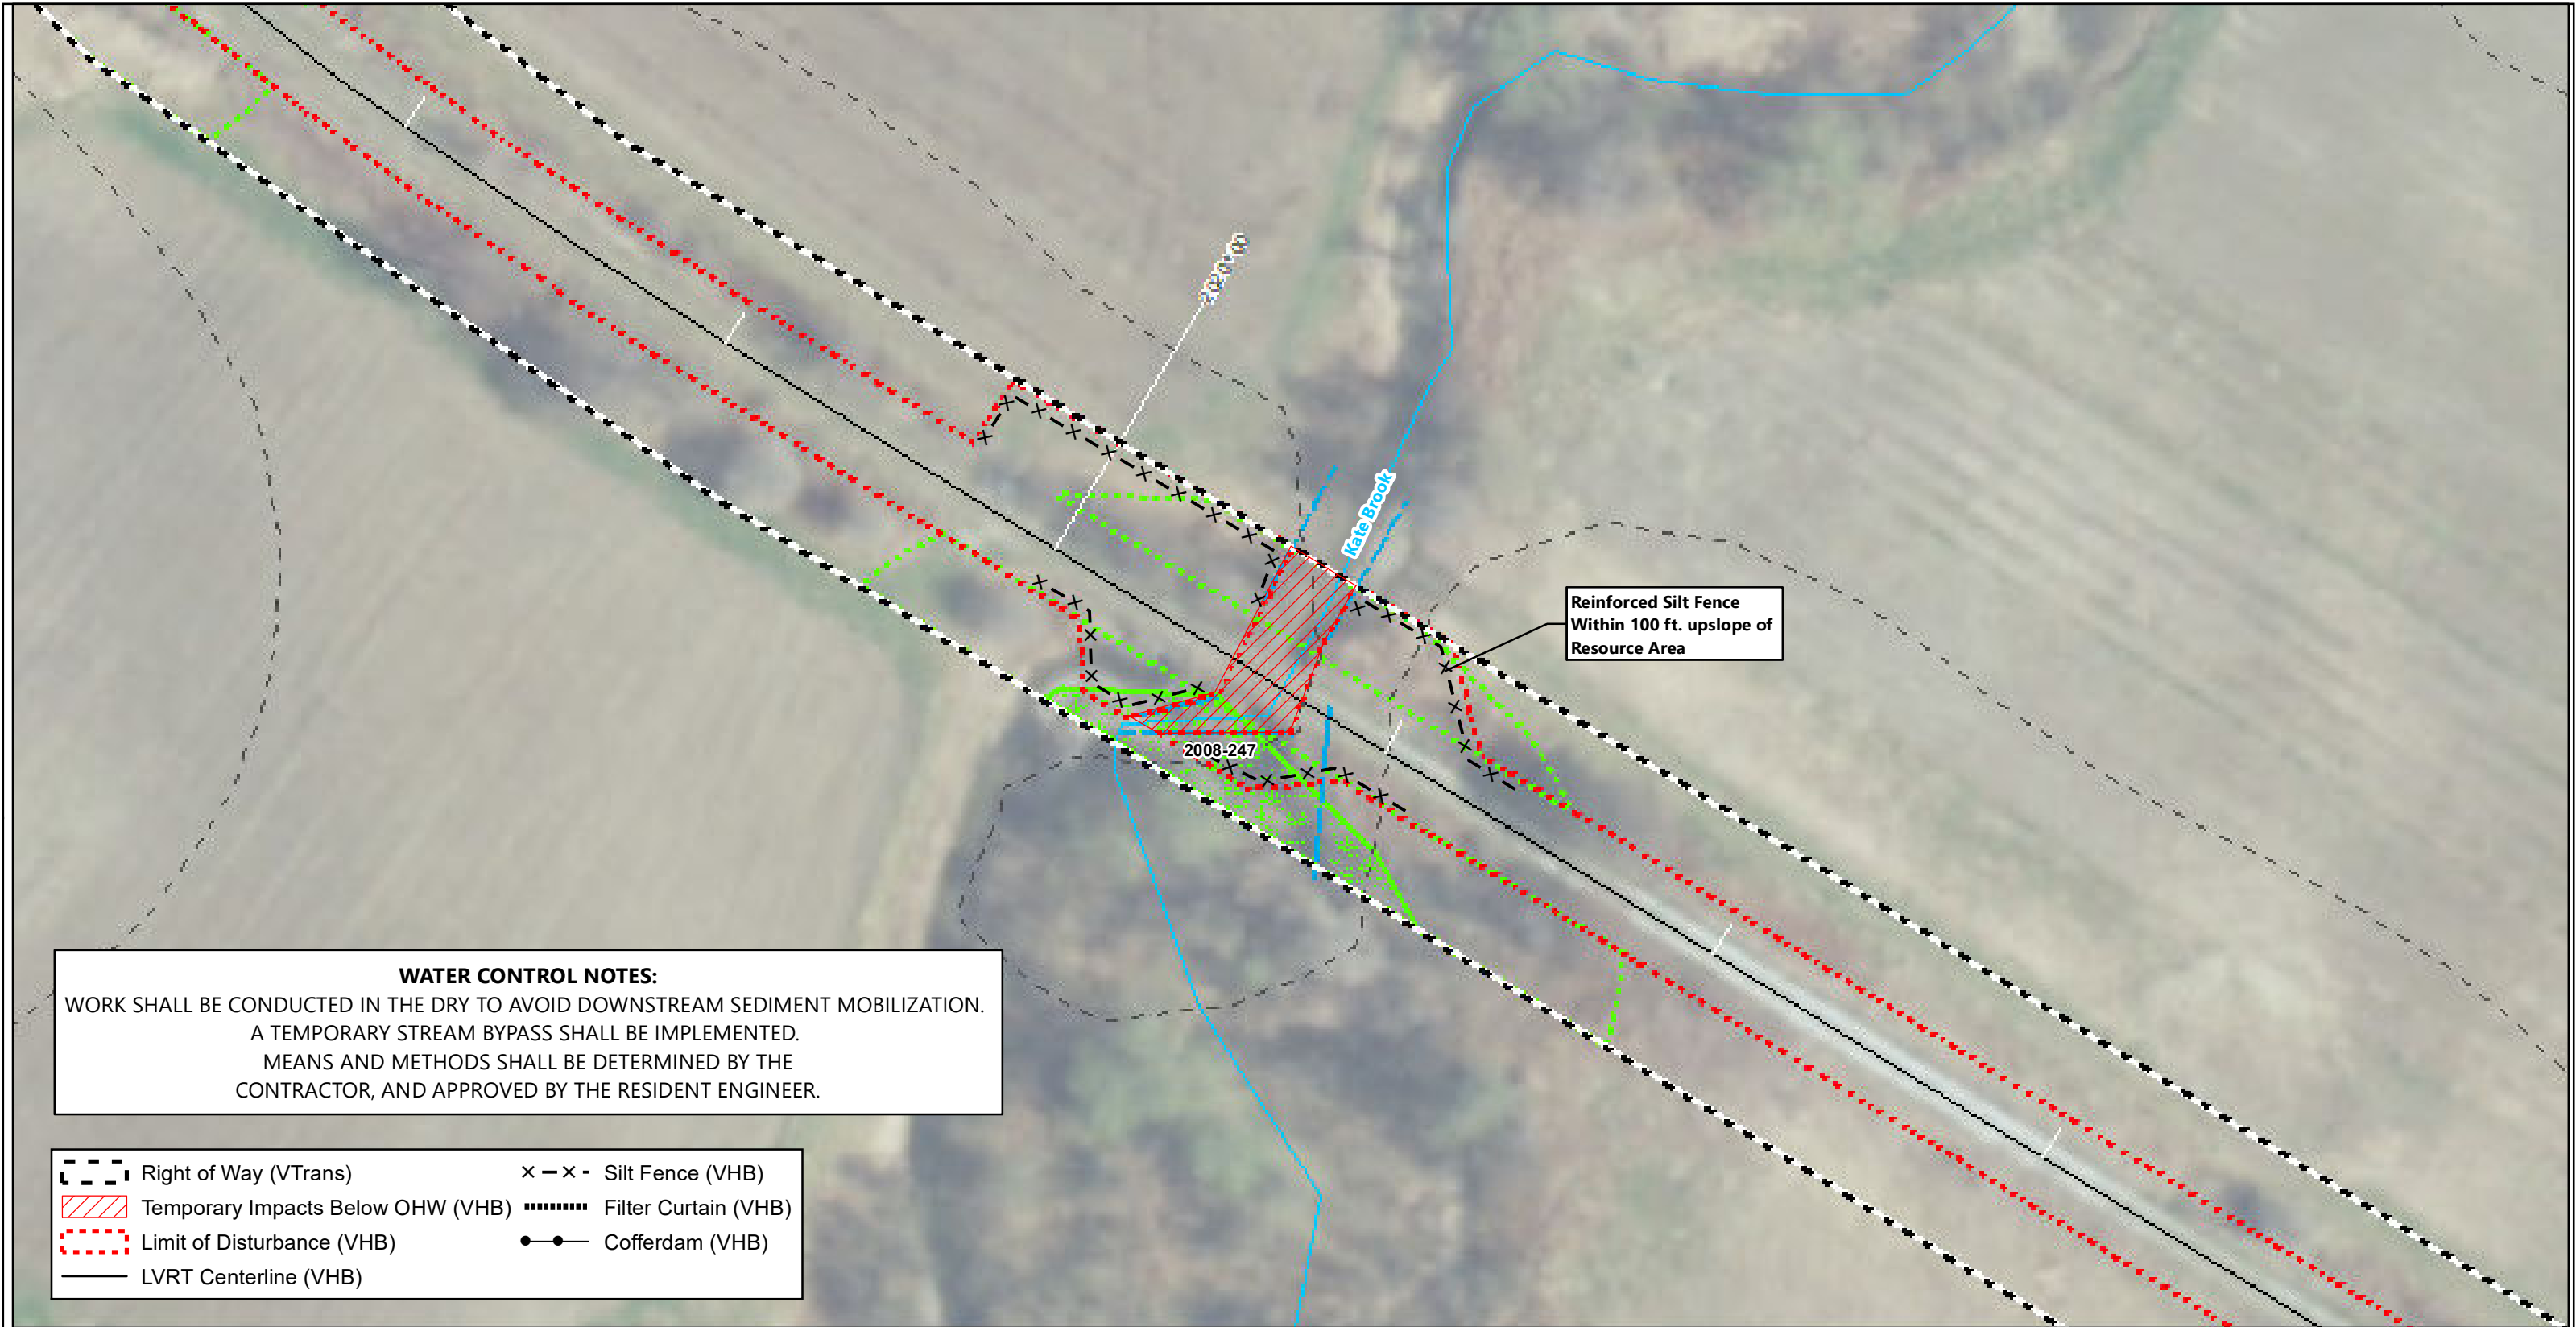 Kate Brook
Reinforced Silt Fence
Within 100 ft. upslope of
Resource Area
2008-247
WATER CONTROL NOTES:
WORK SHALL BE CONDUCTED IN THE DRY TO AVOID DOWNSTREAM SEDIMENT MOBILIZATION.
A TEMPORARY STREAM BYPASS SHALL BE IMPLEMENTED.
MEANS AND METHODS SHALL BE DETERMINED BY THE
CONTRACTOR, AND APPROVED BY THE RESIDENT ENGINEER.
Right of Way (VTrans)
Temporary Impacts Below OHW (VHB)
Limit of Disturbance (VHB)
LVRT Centerline (VHB)
Silt Fence (VHB)
Filter Curtain (VHB)
Cofferdam (VHB)